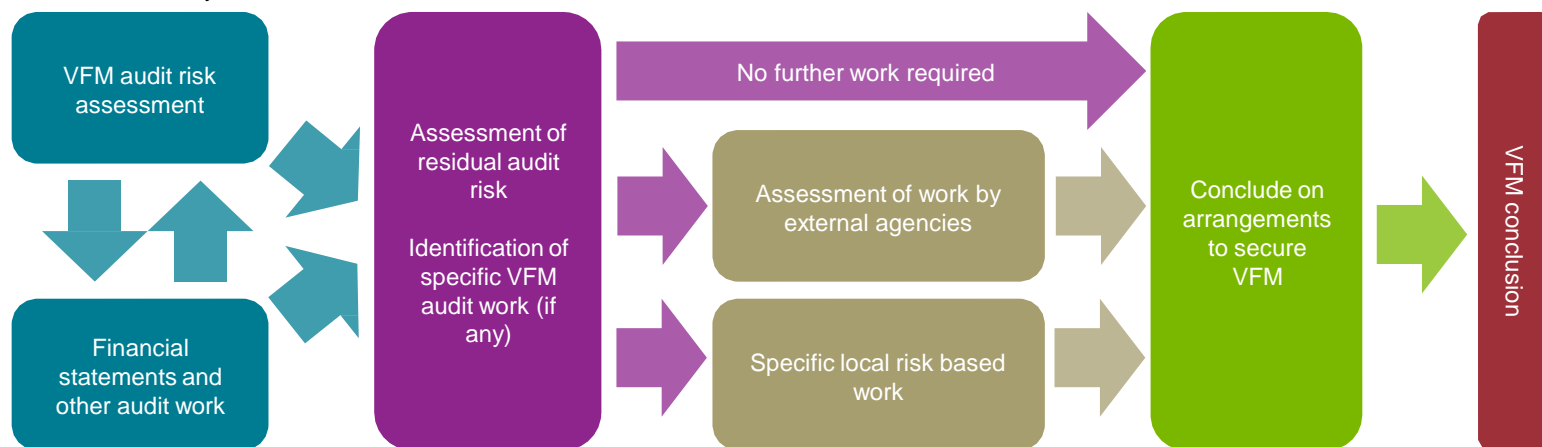 VFM audit risk
assessment
Financial
statements and
other audit work
Assessment of
residual audit
risk
Identification of
specific VFM
audit work (if
any)
No further work required
Assessment of work by
external agencies
Specific local risk based
work
Conclude on
arrangements
to secure
VFM
VFM conclusion